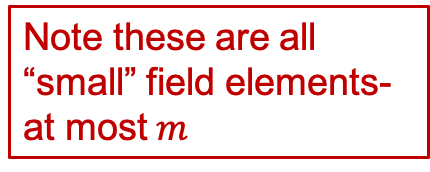 Note these are all
“small” field elements-
at most 𝑚